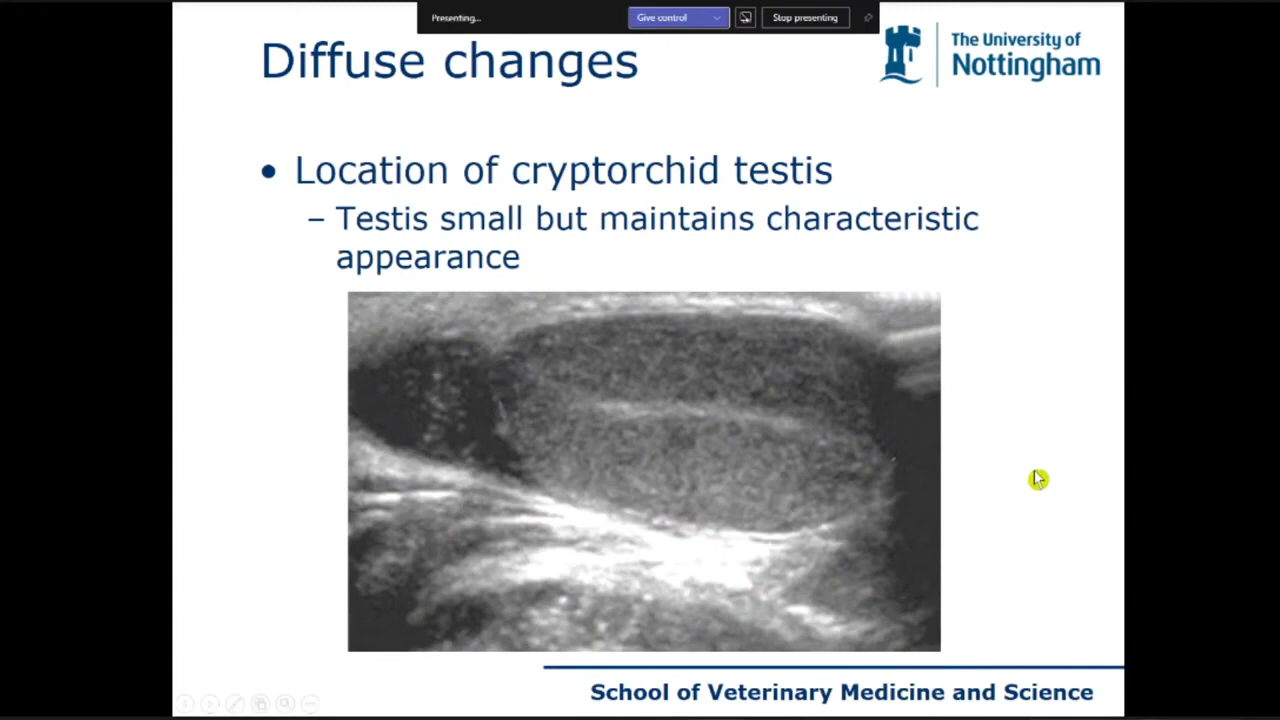 Presenting...
Give control
Stop presenting
Diffuse changes
The University of
Nottingham
• Location of cryptorchid testis
– Testis small but maintains characteristic
appearance
School of Veterinary Medicine and Science